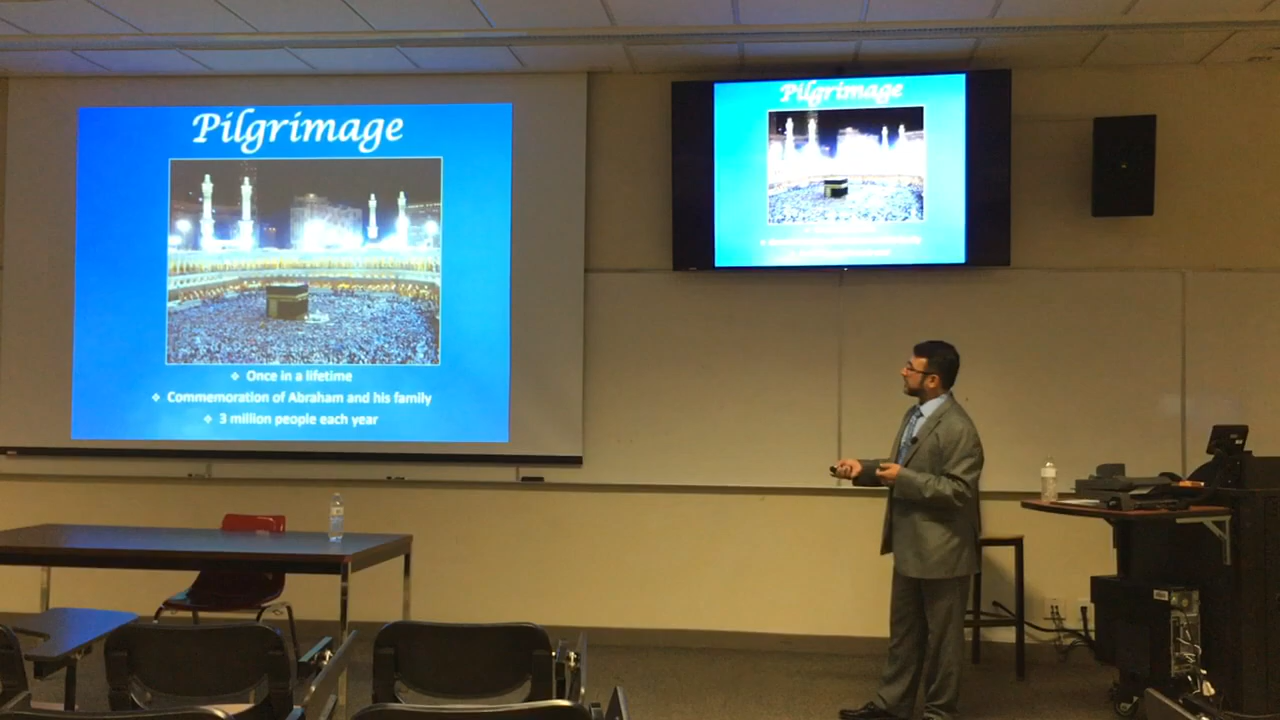 Pilgrimage
❖ Once in a lifetime
❖ Commemoration of Abraham and his family
❖ 3 million people each year
Pilgrimage